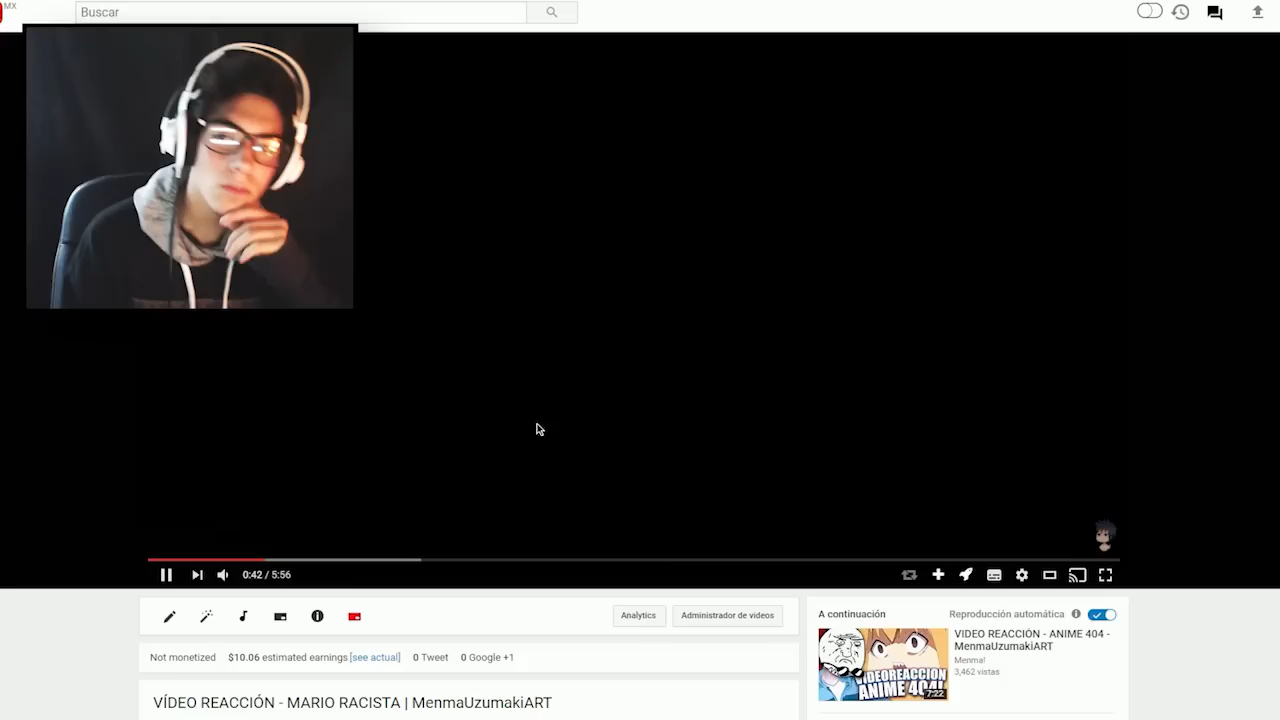 MX
Buscar
0:42 / 5:56
Analytics
Administrador de videos
Not monetized $10.06 estimated earnings [see actual] 0 Tweet 0 Google +1
VÍDEO REACCIÓN - MARIO RACISTA | MenmaUzumakiART
A continuación
Reproducción automática
VIDEOREACCION
ANIME 404!
7:22
VIDEO REACCIÓN - ANIME 404 -
MenmaUzumakiART
Menma!
3,462 vistas